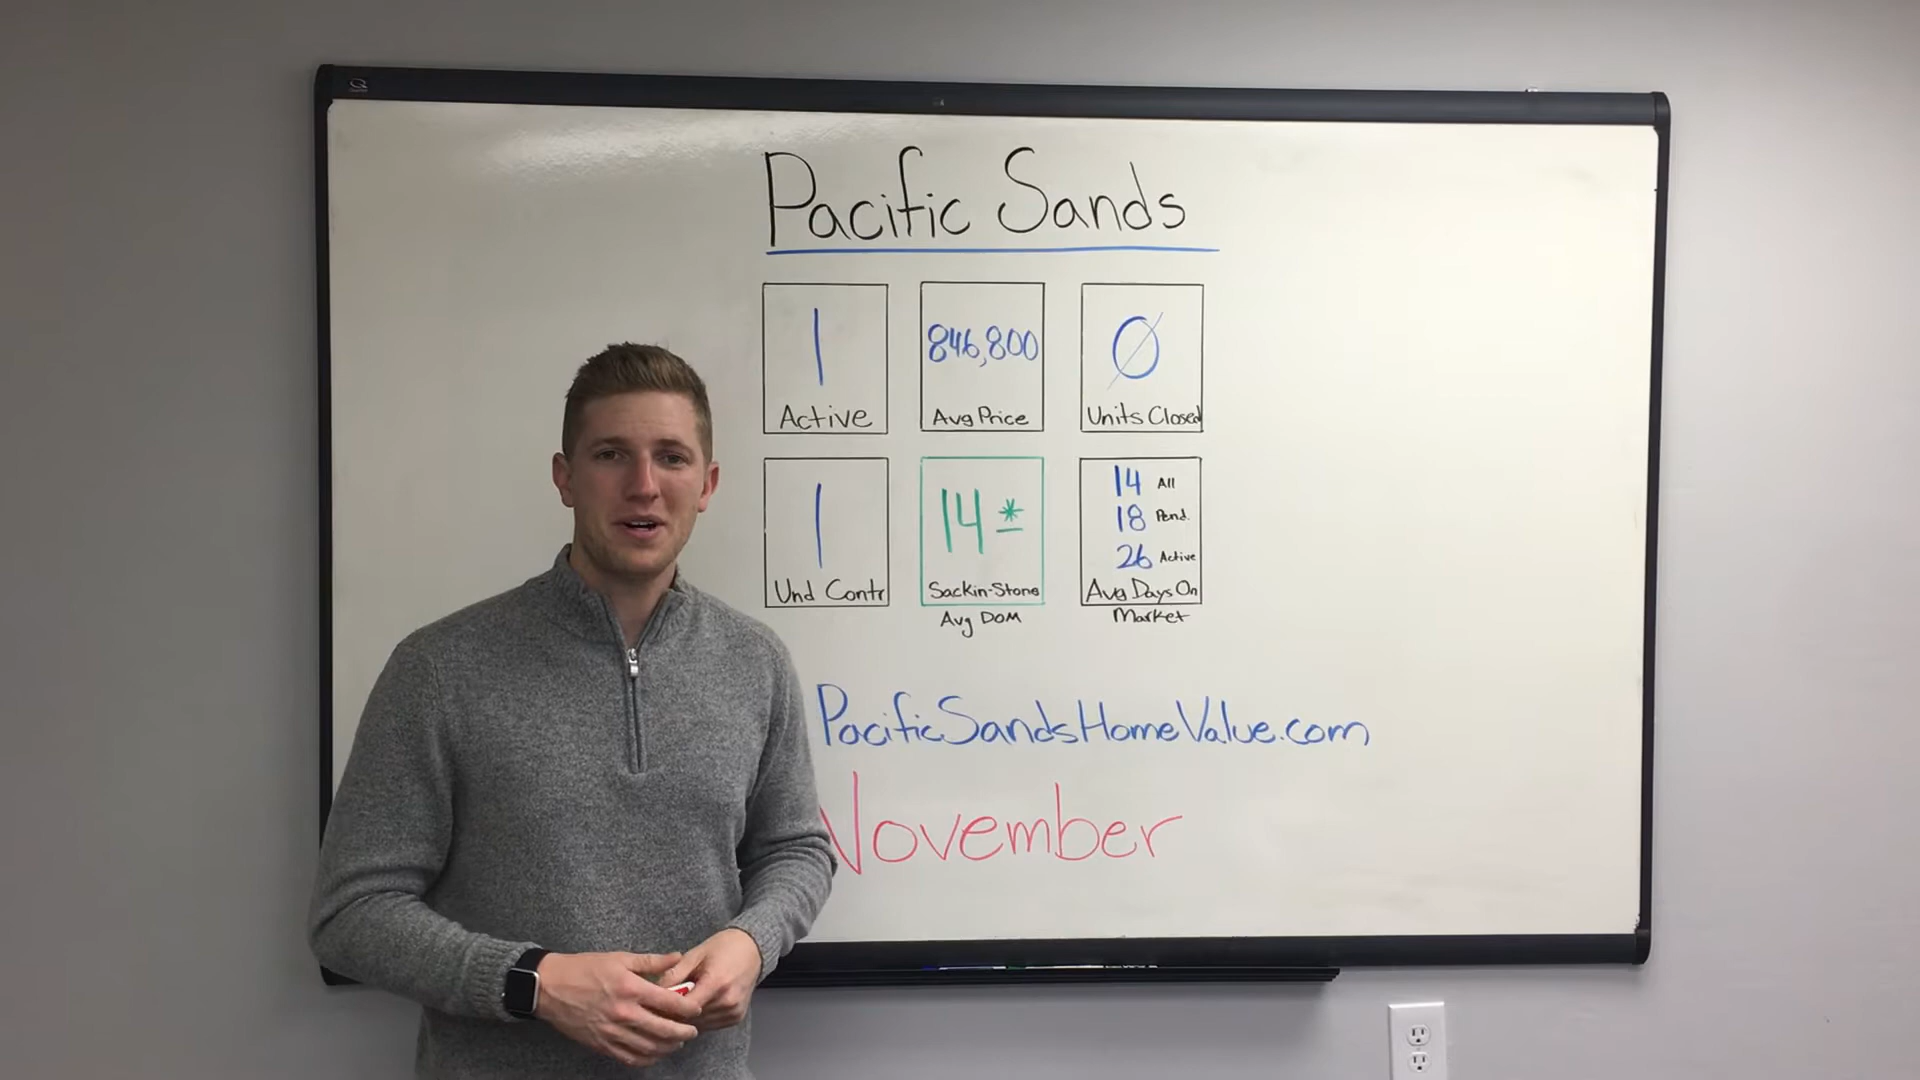 Pacific Sands
1
Active
846,800
Avg Price
Ø
Units Closed
1
Und Contr
14*
Sackin-Stone
Avg DOM
14 All
18 Pend.
26 Active
Avg Days On
Market
PacificSandsHomeValue.com
November